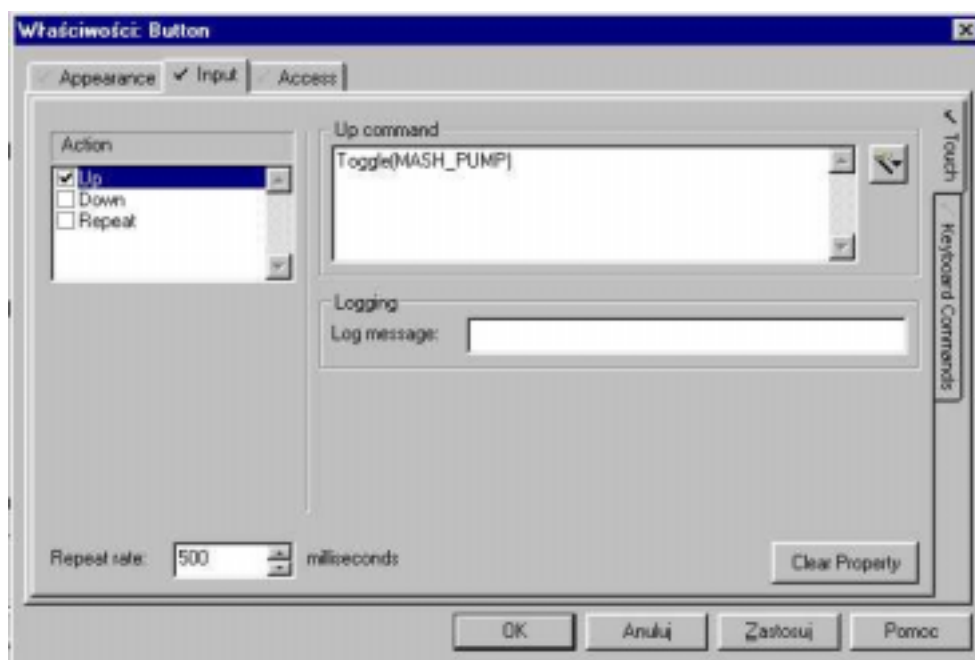 Właściwości: Button
Appearance
Input
Access
Action
Up
Down
Repeat
Up command
Toggle(MASH_PUMP)
Logging
Log message:
Touch
Keyboard Commands
Repeat rate: 500 milliseconds
Clear Property
OK
Anuluj
Zastosuj
Pomoc